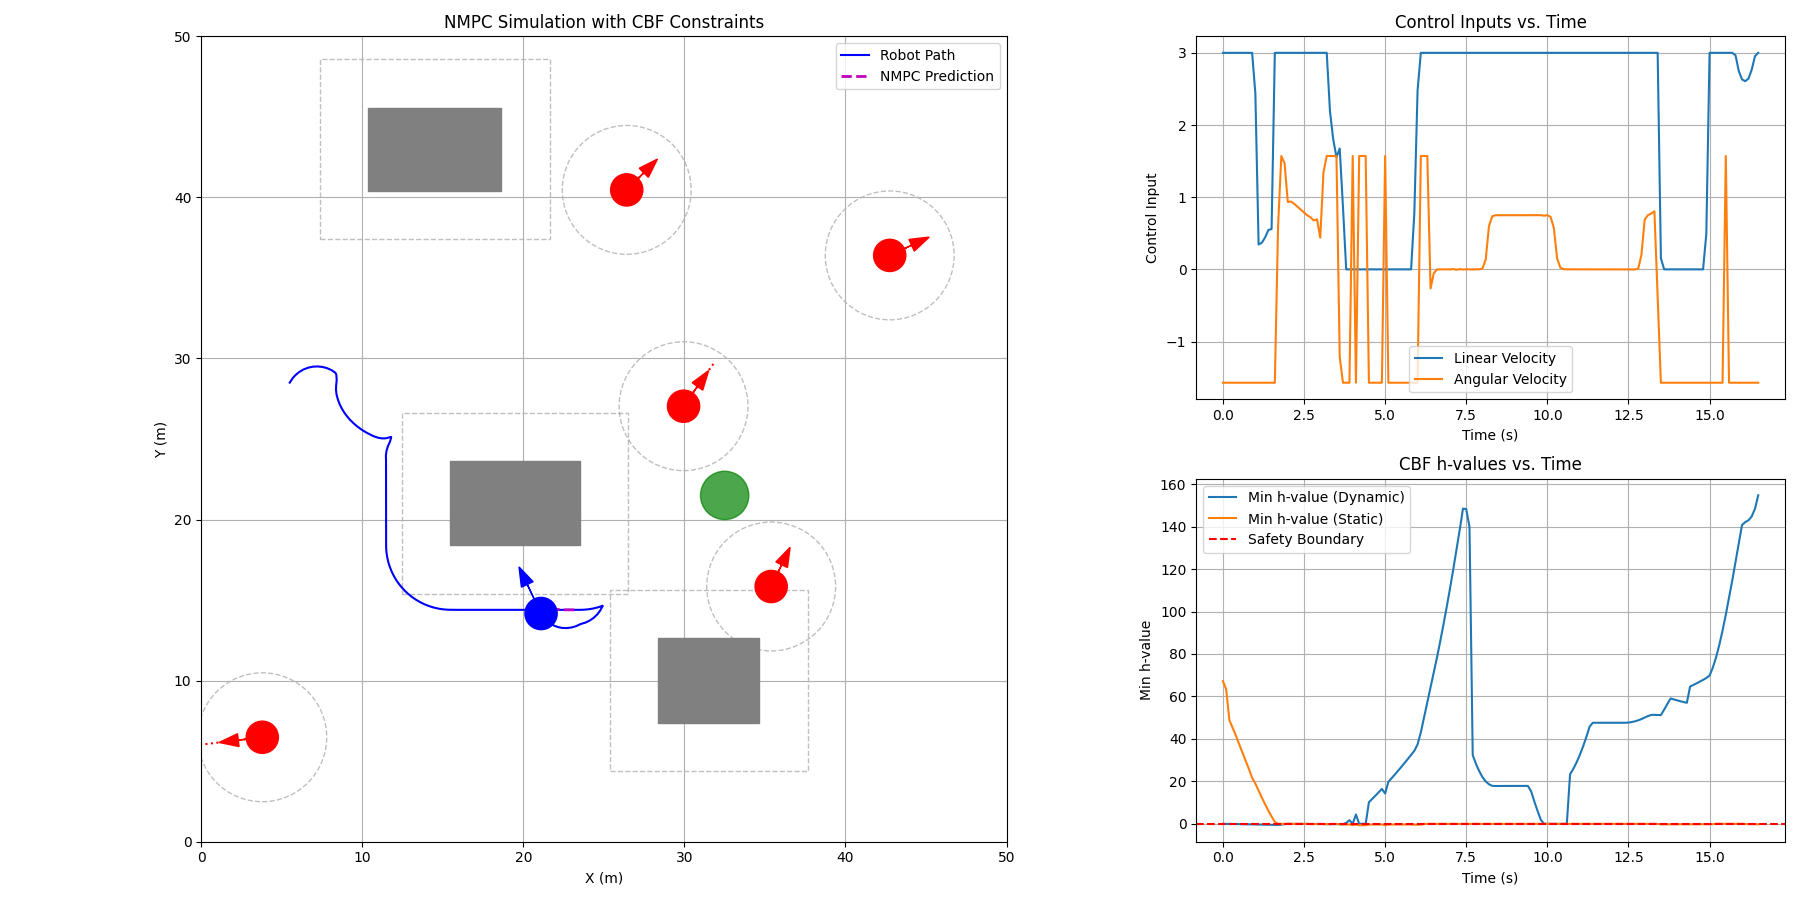 NMPC Simulation with CBF Constraints
50
40
30
20
10
0
Y (m)
Robot Path
NMPC Prediction
0 10 20 30 40 50
X (m)
Control Inputs vs. Time
3
2
1
0
−1
Control Input
Linear Velocity
Angular Velocity
0.0 2.5 5.0 7.5 10.0 12.5 15.0
Time (s)
CBF h-values vs. Time
160
140
120
100
80
60
40
20
0
Min h-value
Min h-value (Dynamic)
Min h-value (Static)
Safety Boundary
0.0 2.5 5.0 7.5 10.0 12.5 15.0
Time (s)